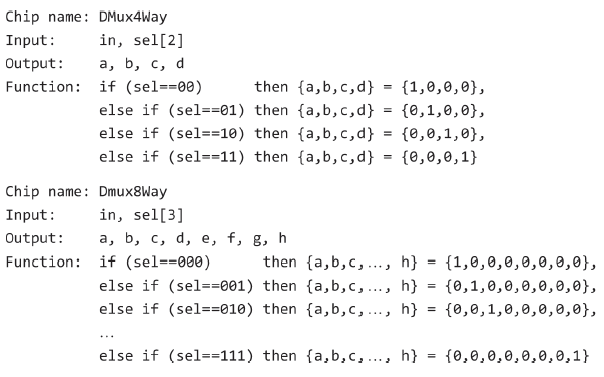 Chip name: DMux4Way
Input:     in, sel[2]
Output:    a, b, c, d
Function:  if (sel==00)      then {a,b,c,d} = {1,0,0,0},
           else if (sel==01) then {a,b,c,d} = {0,1,0,0},
           else if (sel==10) then {a,b,c,d} = {0,0,1,0},
           else if (sel==11) then {a,b,c,d} = {0,0,0,1}
Chip name: Dmux8Way
Input:     in, sel[3]
Output:    a, b, c, d, e, f, g, h
Function:  if (sel==000)      then {a,b,c,…, h} = {1,0,0,0,0,0,0,0},
           else if (sel==001) then {a,b,c,…, h} = {0,1,0,0,0,0,0,0},
           else if (sel==010) then {a,b,c,…, h} = {0,0,1,0,0,0,0,0},
           …
           else if (sel==111) then {a,b,c,…, h} = {0,0,0,0,0,0,0,1}